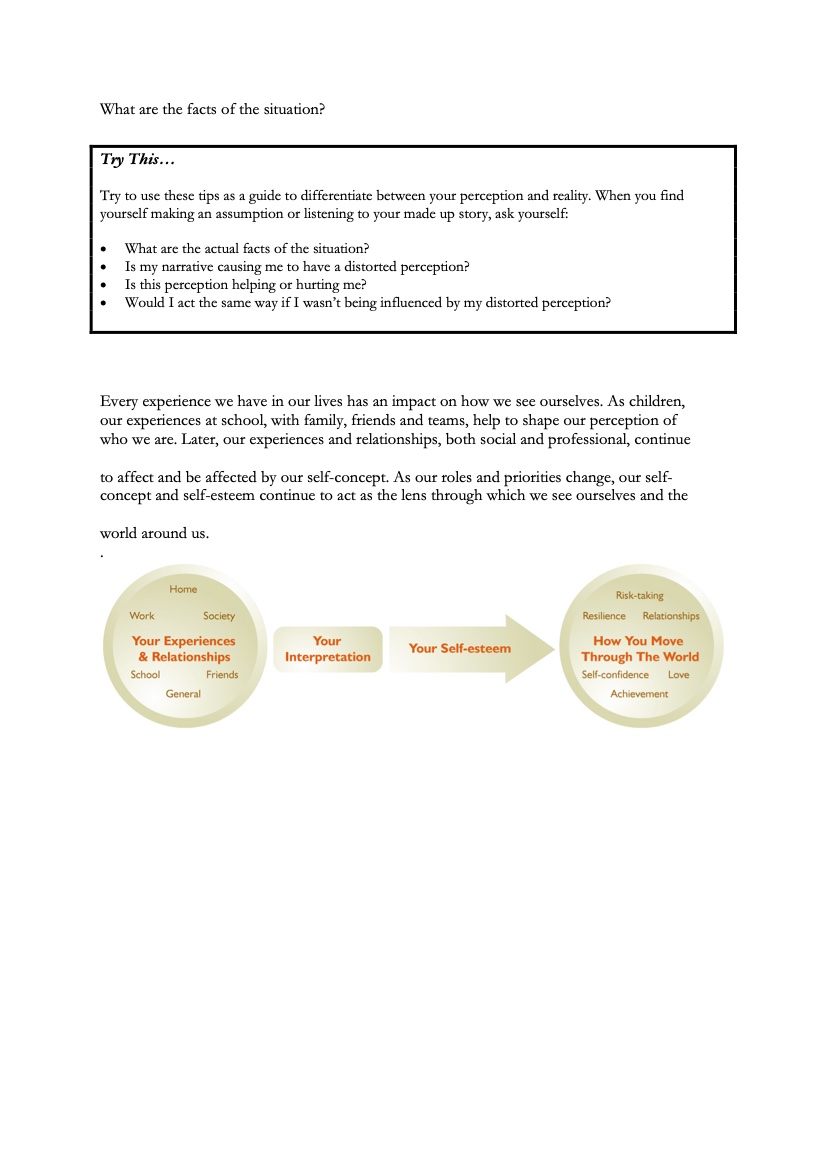 What are the facts of the situation?
Try This…
Try to use these tips as a guide to differentiate between your perception and reality. When you find
yourself making an assumption or listening to your made up story, ask yourself:
• What are the actual facts of the situation?
• Is my narrative causing me to have a distorted perception?
• Is this perception helping or hurting me?
• Would I act the same way if I wasn’t being influenced by my distorted perception?
Every experience we have in our lives has an impact on how we see ourselves. As children,
our experiences at school, with family, friends and teams, help to shape our perception of
who we are. Later, our experiences and relationships, both social and professional, continue
to affect and be affected by our self-concept. As our roles and priorities change, our self-
concept and self-esteem continue to act as the lens through which we see ourselves and the
world around us.
.
Home
Work Society
Your Experiences
& Relationships
School Friends
General
Your
Interpretation
Your Self-esteem
Risk-taking
Resilience Relationships
How You Move
Through The World
Self-confidence Love
Achievement